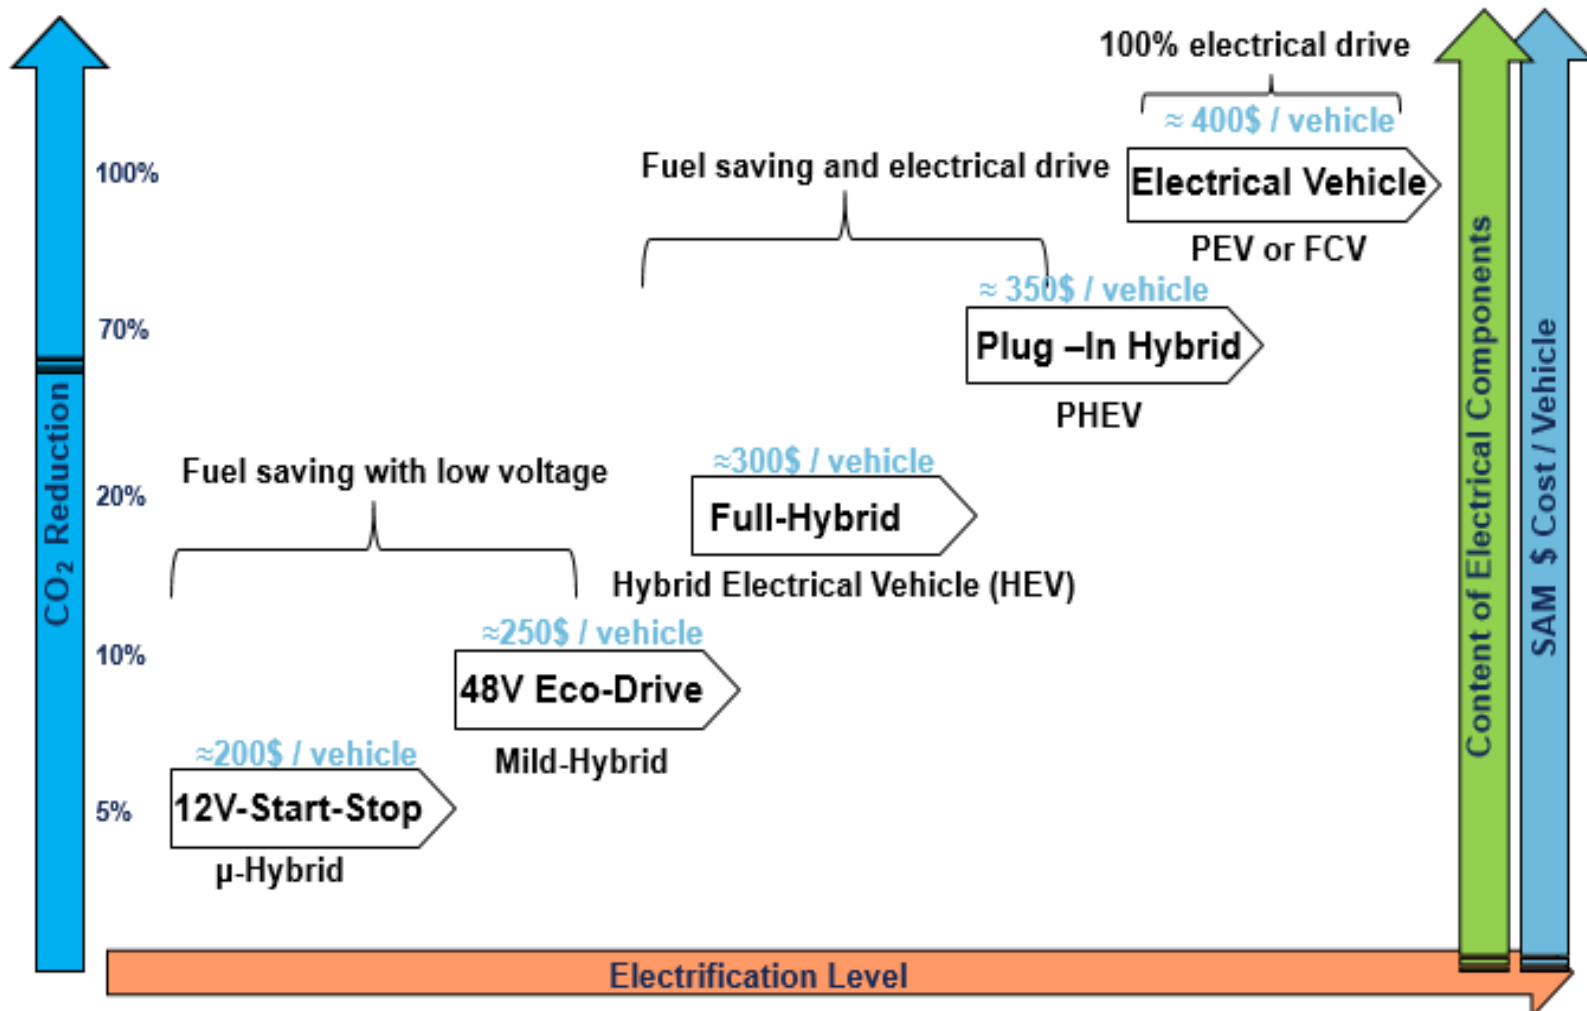 100% electrical drive
≈ 400$ / vehicle
Electrical Vehicle
PEV or FCV
100%
Fuel saving and electrical drive
≈ 350$ / vehicle
Plug –In Hybrid
PHEV
70%
Fuel saving with low voltage
≈300$ / vehicle
Full-Hybrid
Hybrid Electrical Vehicle (HEV)
20%
≈250$ / vehicle
48V Eco-Drive
Mild-Hybrid
10%
≈200$ / vehicle
12V-Start-Stop
µ-Hybrid
5%
CO₂ Reduction
Content of Electrical Components
SAM $ Cost / Vehicle
Electrification Level